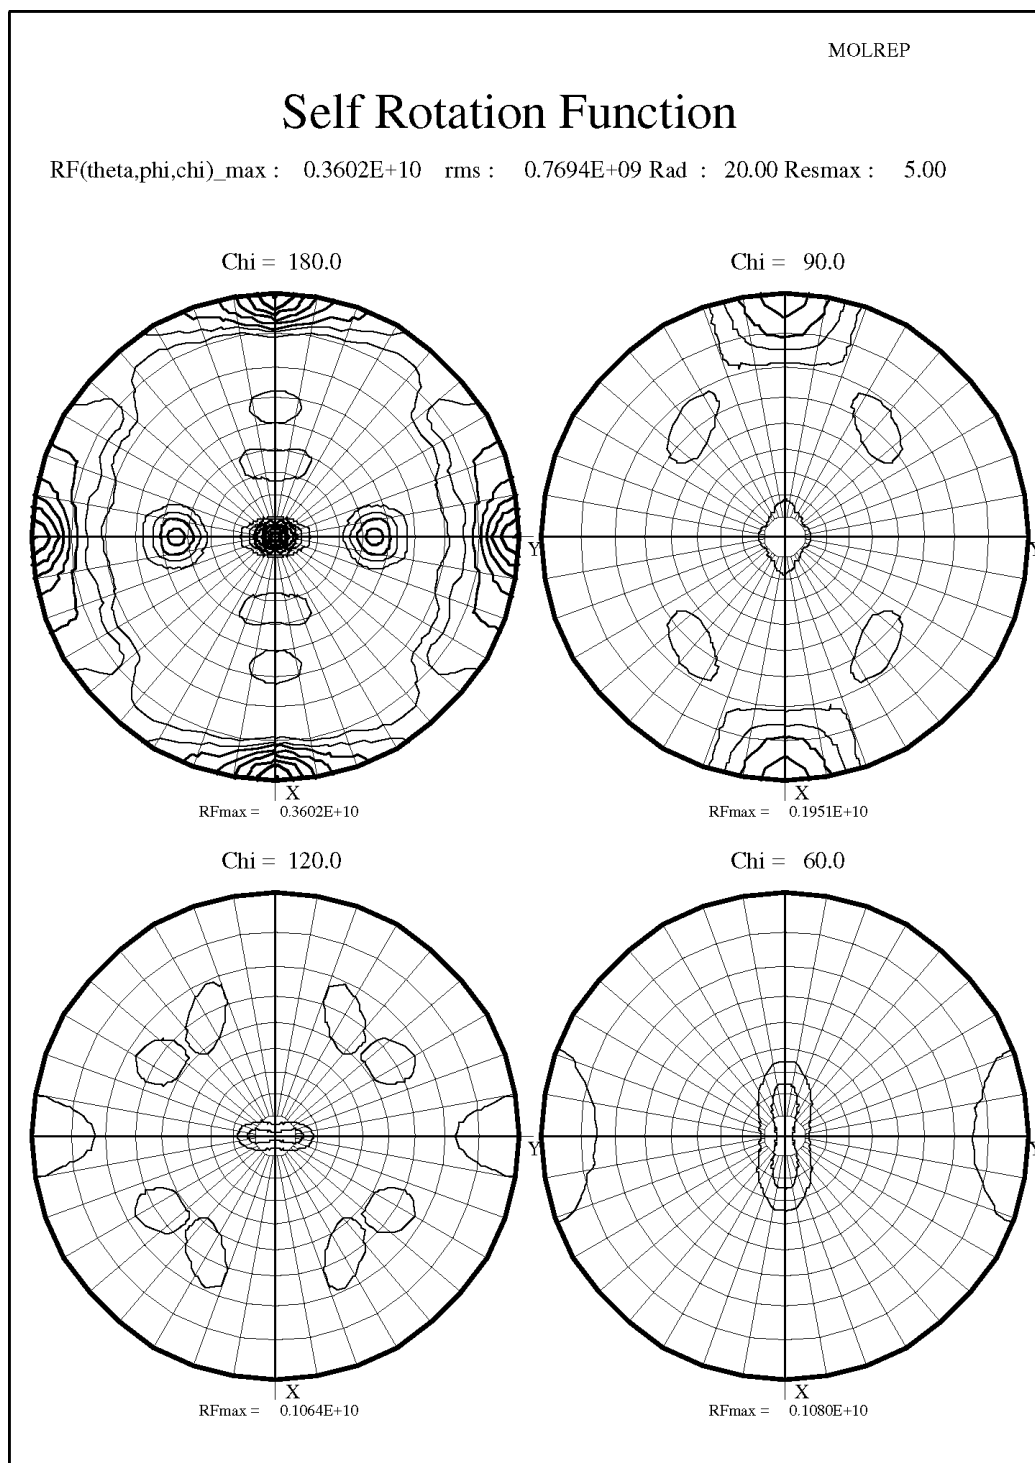 MOLREP
Self Rotation Function
RF(theta,phi,chi)_max : 0.3602E+10 rms : 0.7694E+09 Rad : 20.00 Resmax : 5.00
Chi = 180.0
Chi = 90.0
Y
Y
X
X
RFmax = 0.3602E+10
RFmax = 0.1951E+10
Chi = 120.0
Chi = 60.0
Y
Y
X
X
RFmax = 0.1064E+10
RFmax = 0.1080E+10